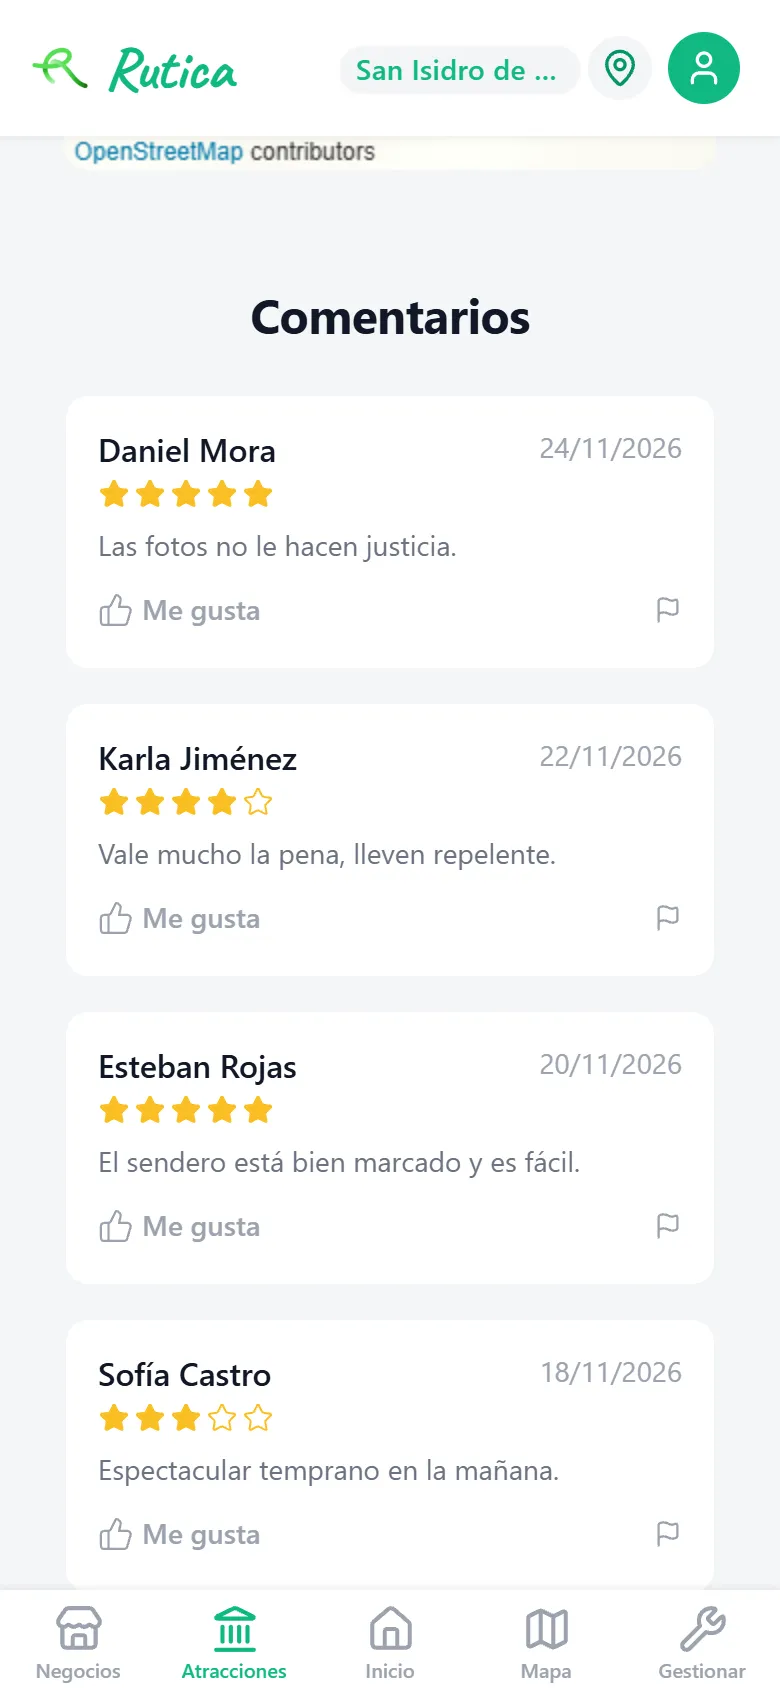 Rutica
San Isidro de ...
OpenStreetMap contributors
Comentarios
Daniel Mora
24/11/2026
Las fotos no le hacen justicia.
Me gusta
Karla Jiménez
22/11/2026
Vale mucho la pena, lleven repelente.
Me gusta
Esteban Rojas
20/11/2026
El sendero está bien marcado y es fácil.
Me gusta
Sofía Castro
18/11/2026
Espectacular temprano en la mañana.
Me gusta
Negocios
Atracciones
Inicio
Mapa
Gestionar